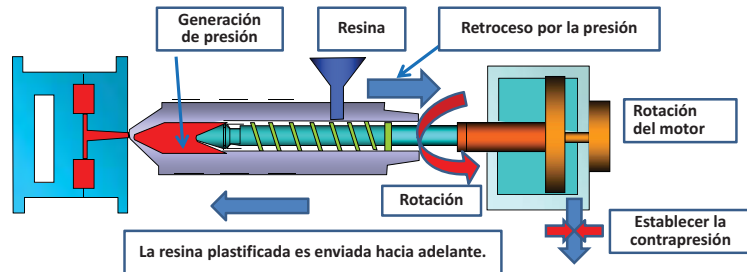 Generación
de presión
Resina
Retroceso por la presión
Rotación
del motor
Rotación
Establecer la
contrapresión
La resina plastificada es enviada hacia adelante.